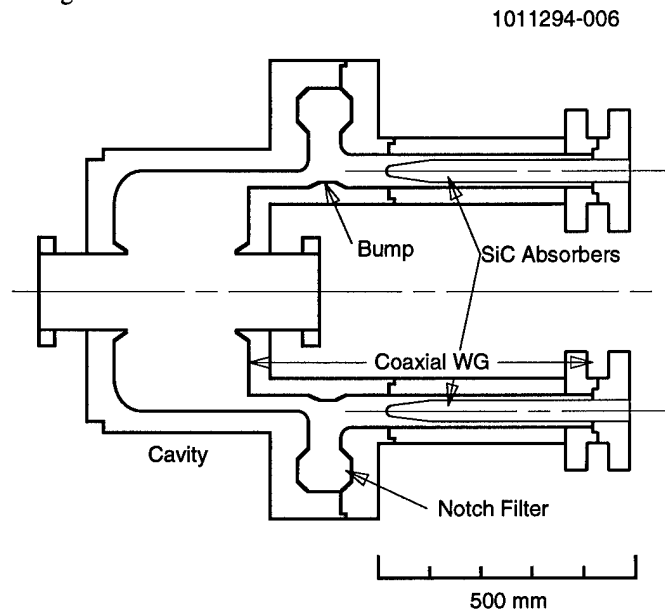 1011294-006
Bump
SiC Absorbers
Coaxial WG
Cavity
Notch Filter
500 mm